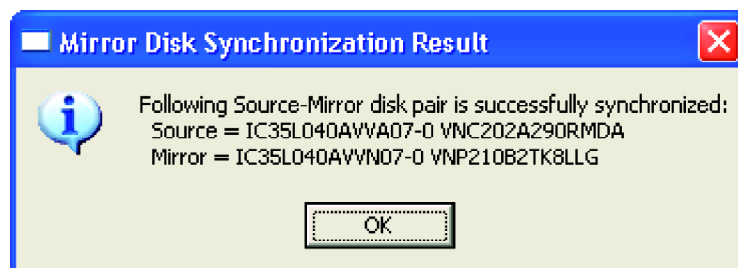 Mirror Disk Synchronization Result
Following Source-Mirror disk pair is successfully synchronized:
Source = IC35L040AVVA07-0 VNC202A290RMDA
Mirror = IC35L040AVVN07-0 VNP210B2TK8LLG
OK